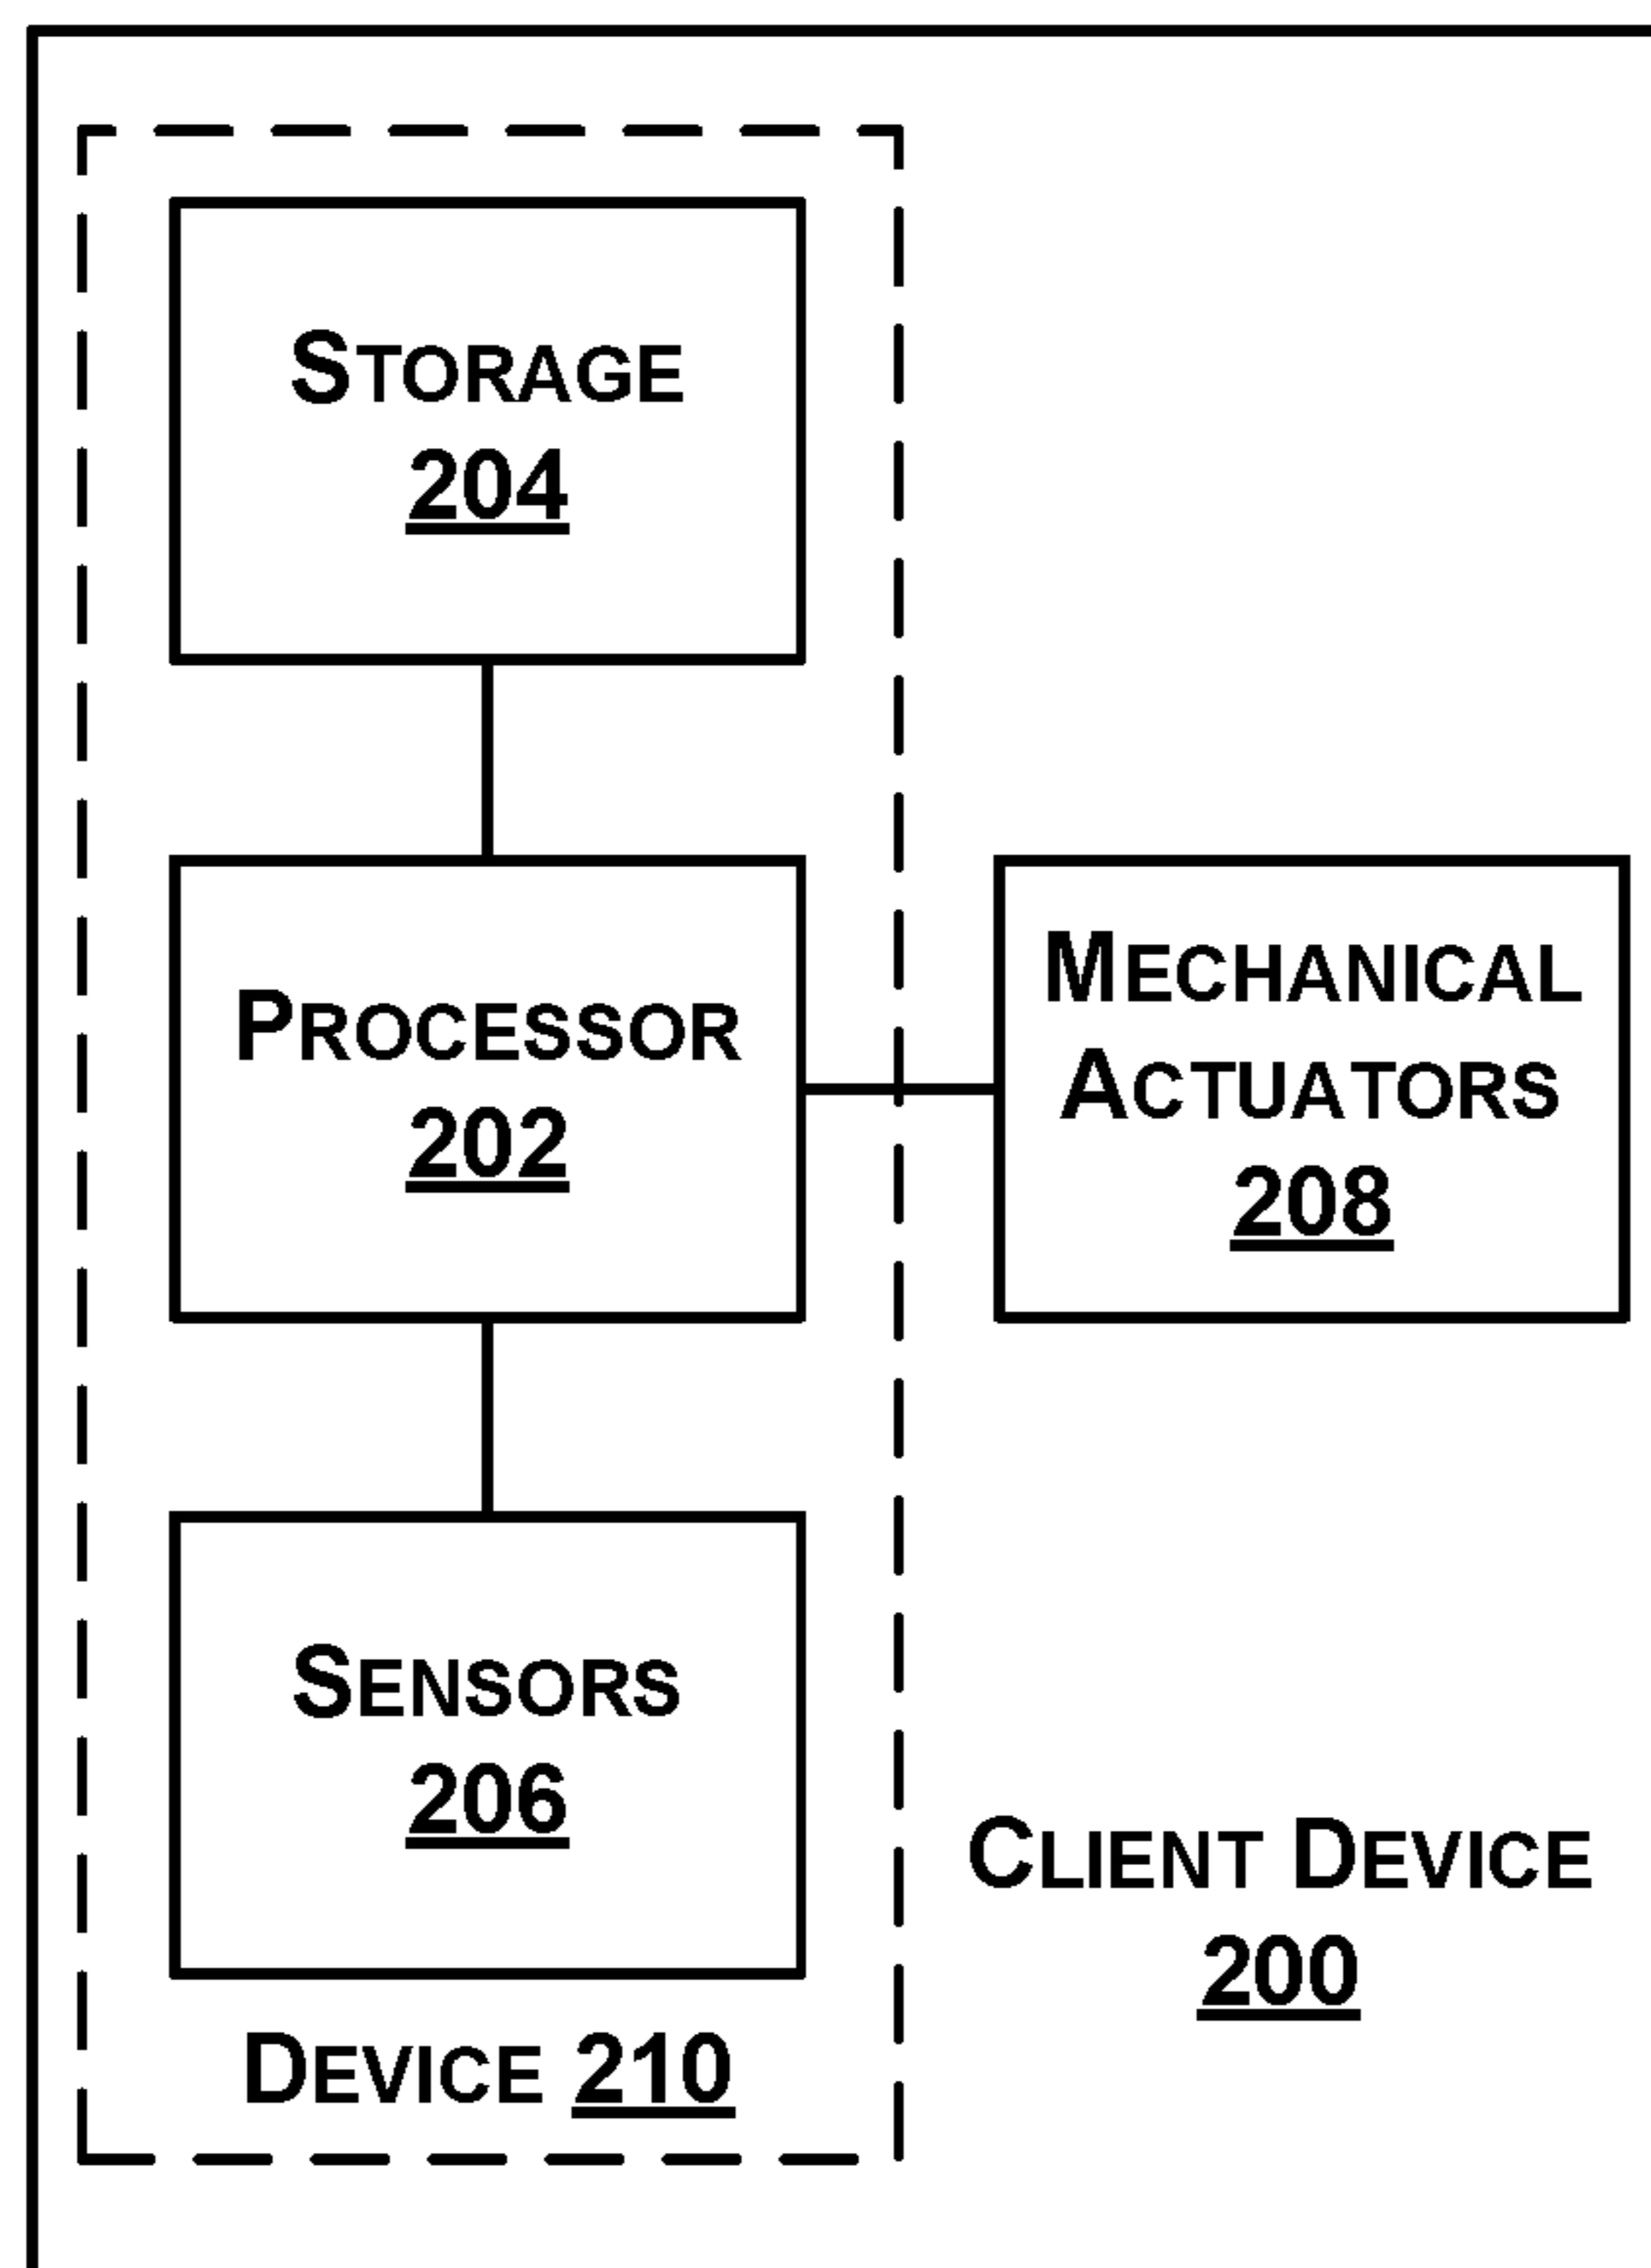 STORAGE
204
PROCESSOR
202
MECHANICAL
ACTUATORS
208
SENSORS
206
CLIENT DEVICE
200
DEVICE 210